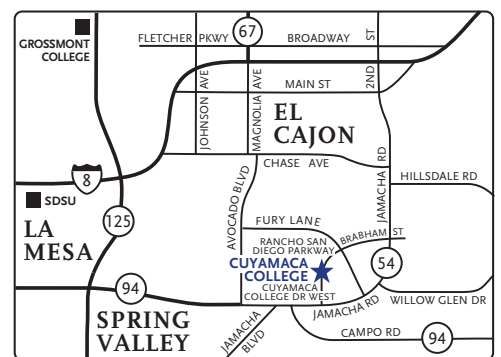 67
FLETCHER PKWY
BROADWAY
2ND ST
GROSSMONT
COLLEGE
JOHNSON AVE
MAGNOLIA AVE
MAIN ST
EL
CAJON
JAMACHA RD
CHASE AVE
8
HILLSDALE RD
SDSU
125
LA
MESA
AVOCADO BLVD
FURY LANE
BRABHAM ST
RANCHO SAN
DIEGO PARKWAY
CUYAMACA
COLLEGE
54
CUYAMACA
COLLEGE DR WEST
94
JAMACHA RD
WILLOW GLEN DR
SPRING
VALLEY
JAMACHA
BLVD
CAMPO RD
94